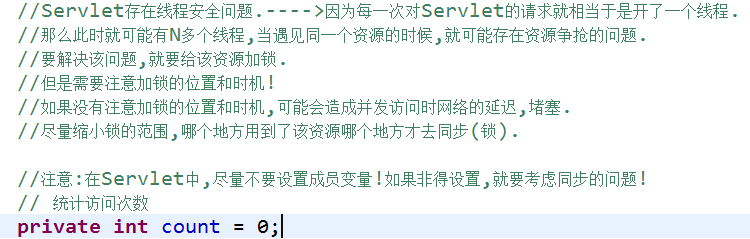 //Servlet存在线程安全问题.---->因为每一次对Servlet的请求就相当于是开了一个线程.
//那么此时就可能有N多个线程,当遇见同一个资源的时候,就可能存在资源争抢的问题.
//要解决该问题,就要给该资源加锁.
//但是需要注意加锁的位置和时机!
//如果没有注意加锁的位置和时机,可能会造成并发访问时网络的延迟,堵塞.
//尽量缩小锁的范围,哪个地方用到了该资源哪个地方才去同步(锁).
//注意:在Servlet中,尽量不要设置成员变量!如果非得设置,就要考虑同步的问题!
// 统计访问次数
private int count = 0;